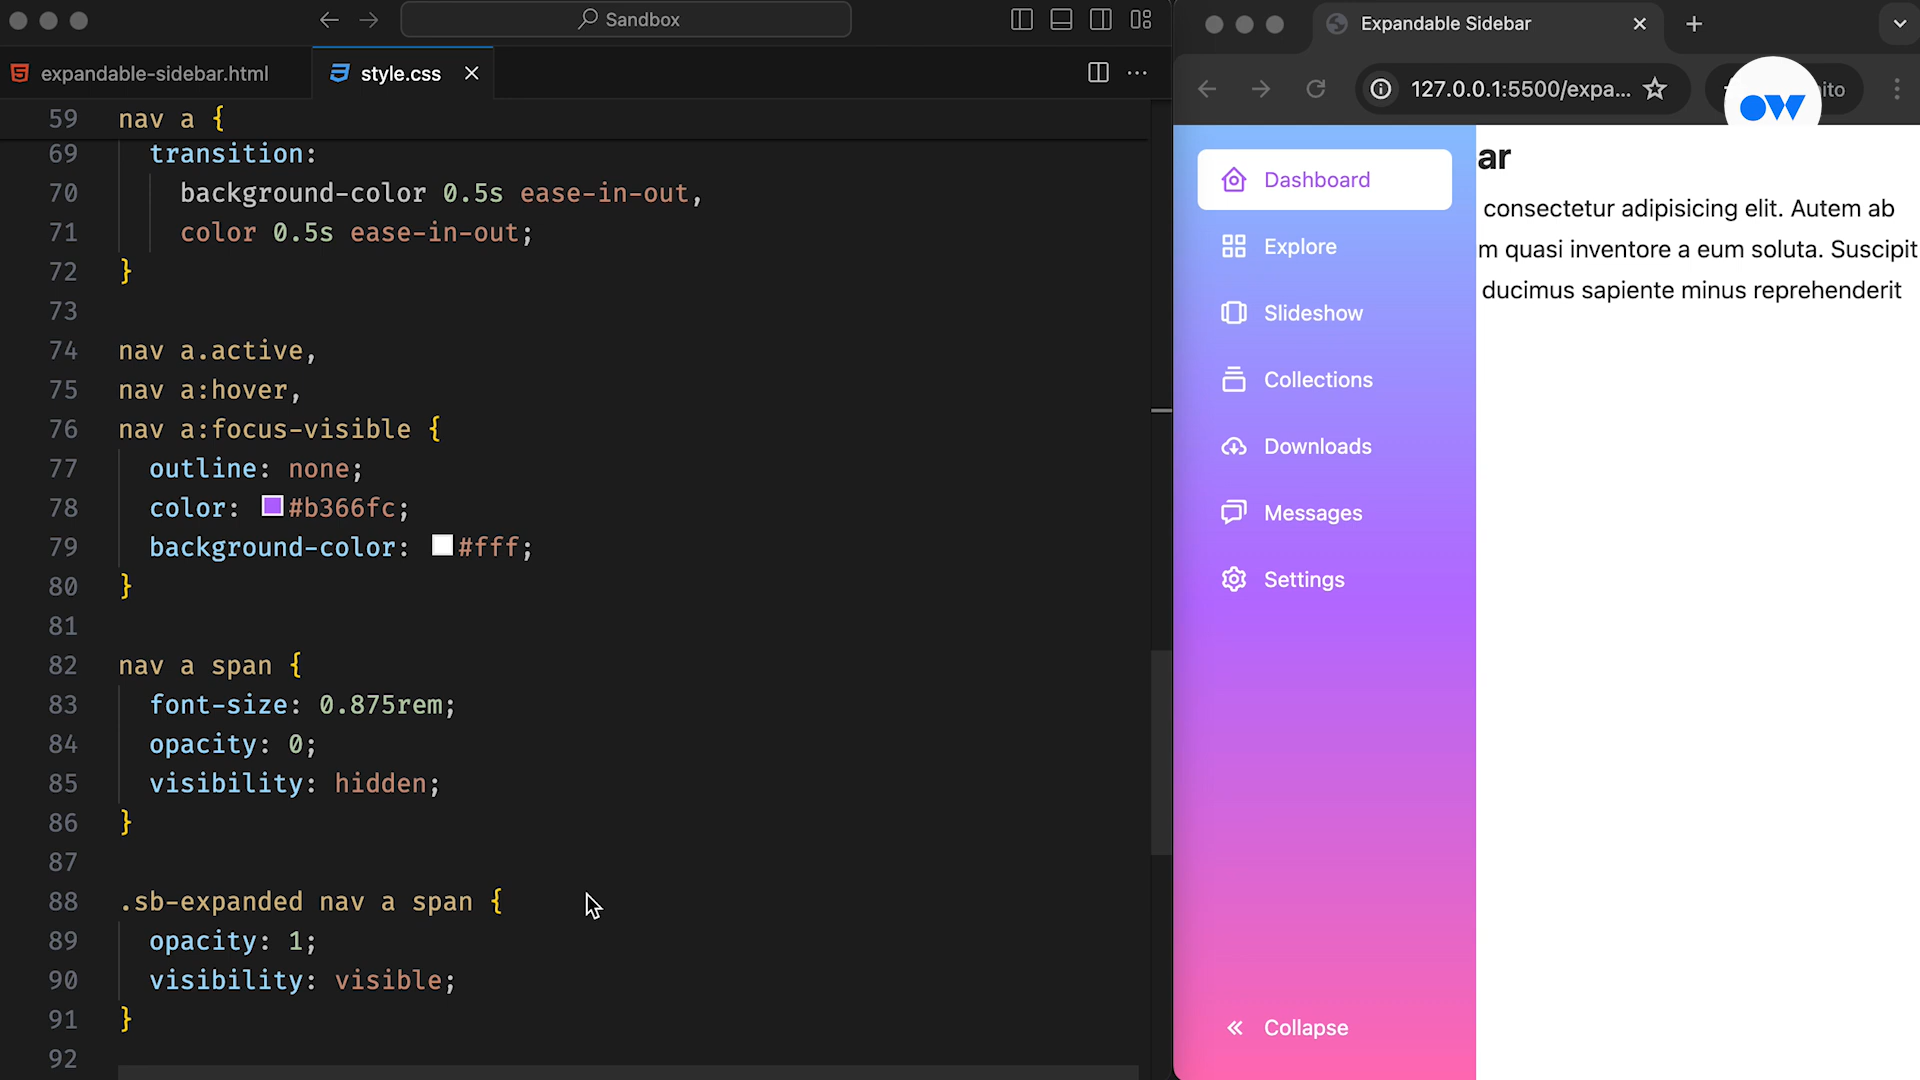 Sandbox
expandable-sidebar.html
style.css
59 nav a {
69 transition:
70 background-color 0.5s ease-in-out,
71 color 0.5s ease-in-out;
72 }
73
74 nav a.active,
75 nav a:hover,
76 nav a:focus-visible {
77 outline: none;
78 color: #b366fc;
79 background-color: #fff;
80 }
81
82 nav a span {
83 font-size: 0.875rem;
84 opacity: 0;
85 visibility: hidden;
86 }
87
88 .sb-expanded nav a span {
89 opacity: 1;
90 visibility: visible;
91 }
92
Expandable Sidebar
127.0.0.1:5500/expa...
ito
OW
Dashboard
Explore
Slideshow
Collections
Downloads
Messages
Settings
Collapse
ar
consectetur adipisicing elit. Autem ab
m quasi inventore a eum soluta. Suscipit
ducimus sapiente minus reprehenderit